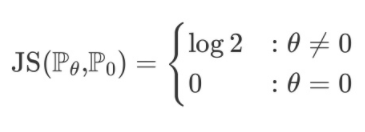 JS(ℙ_θ,ℙ_0) = { log 2 : θ ≠ 0
0 : θ = 0